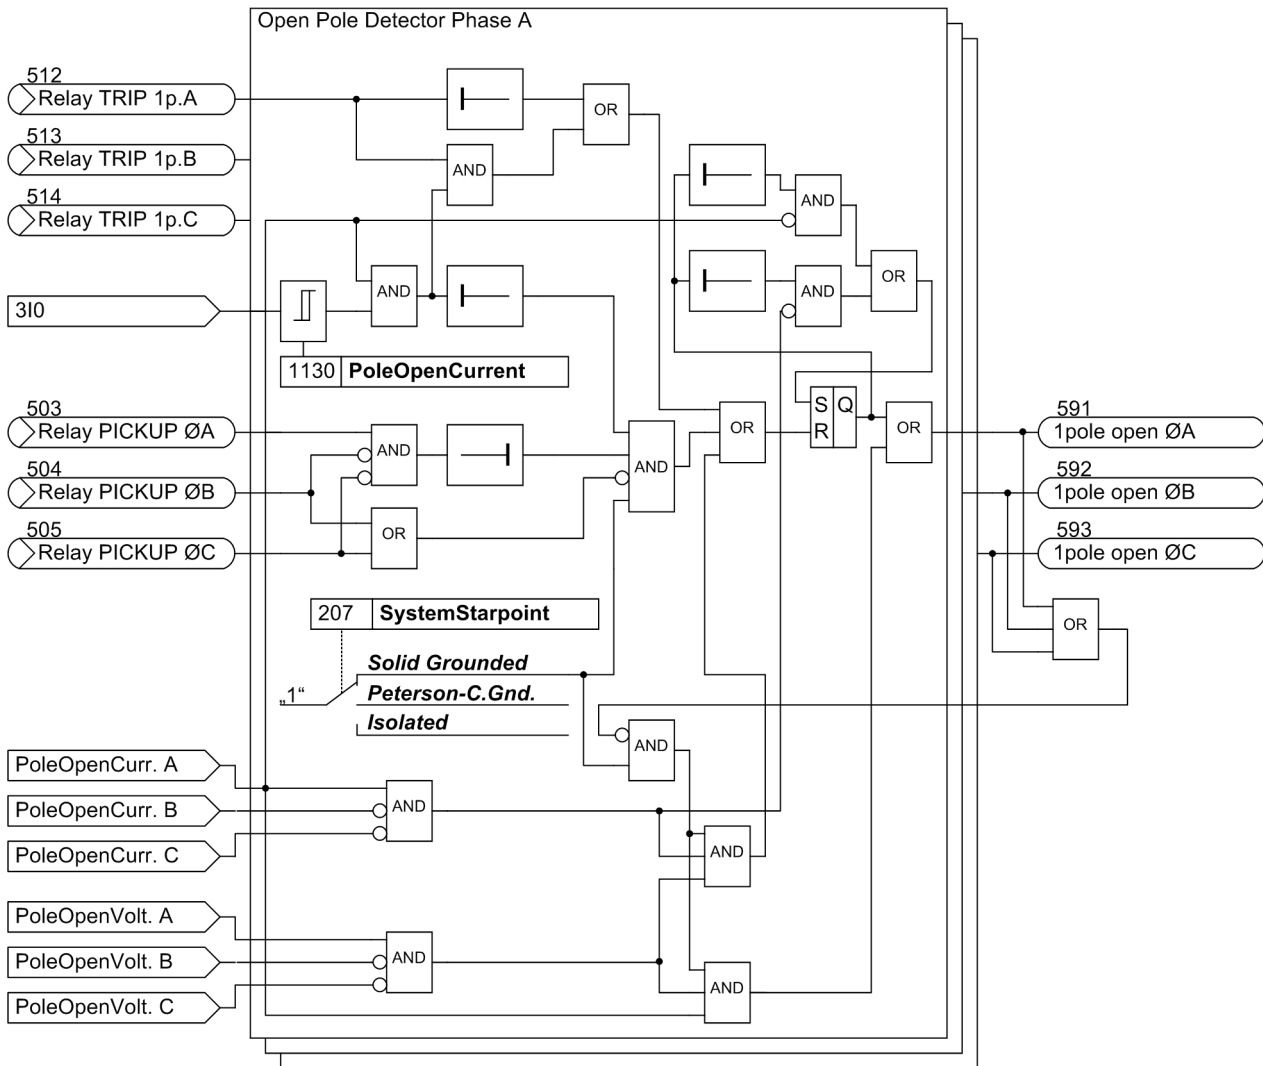 Open Pole Detector Phase A
512
Relay TRIP 1p.A
OR
513
Relay TRIP 1p.B
AND
514
Relay TRIP 1p.C
AND
OR
AND
AND
3I0
1130 PoleOpenCurrent
503
Relay PICKUP ØA
AND
OR
S Q
R
OR
591
1pole open ØA
504
Relay PICKUP ØB
AND
592
1pole open ØB
505
Relay PICKUP ØC
OR
593
1pole open ØC
207 SystemStarpoint
OR
Solid Grounded
„1“
Peterson-C.Gnd.
Isolated
AND
PoleOpenCurr. A
PoleOpenCurr. B
AND
PoleOpenCurr. C
AND
PoleOpenVolt. A
PoleOpenVolt. B
AND
PoleOpenVolt. C
AND